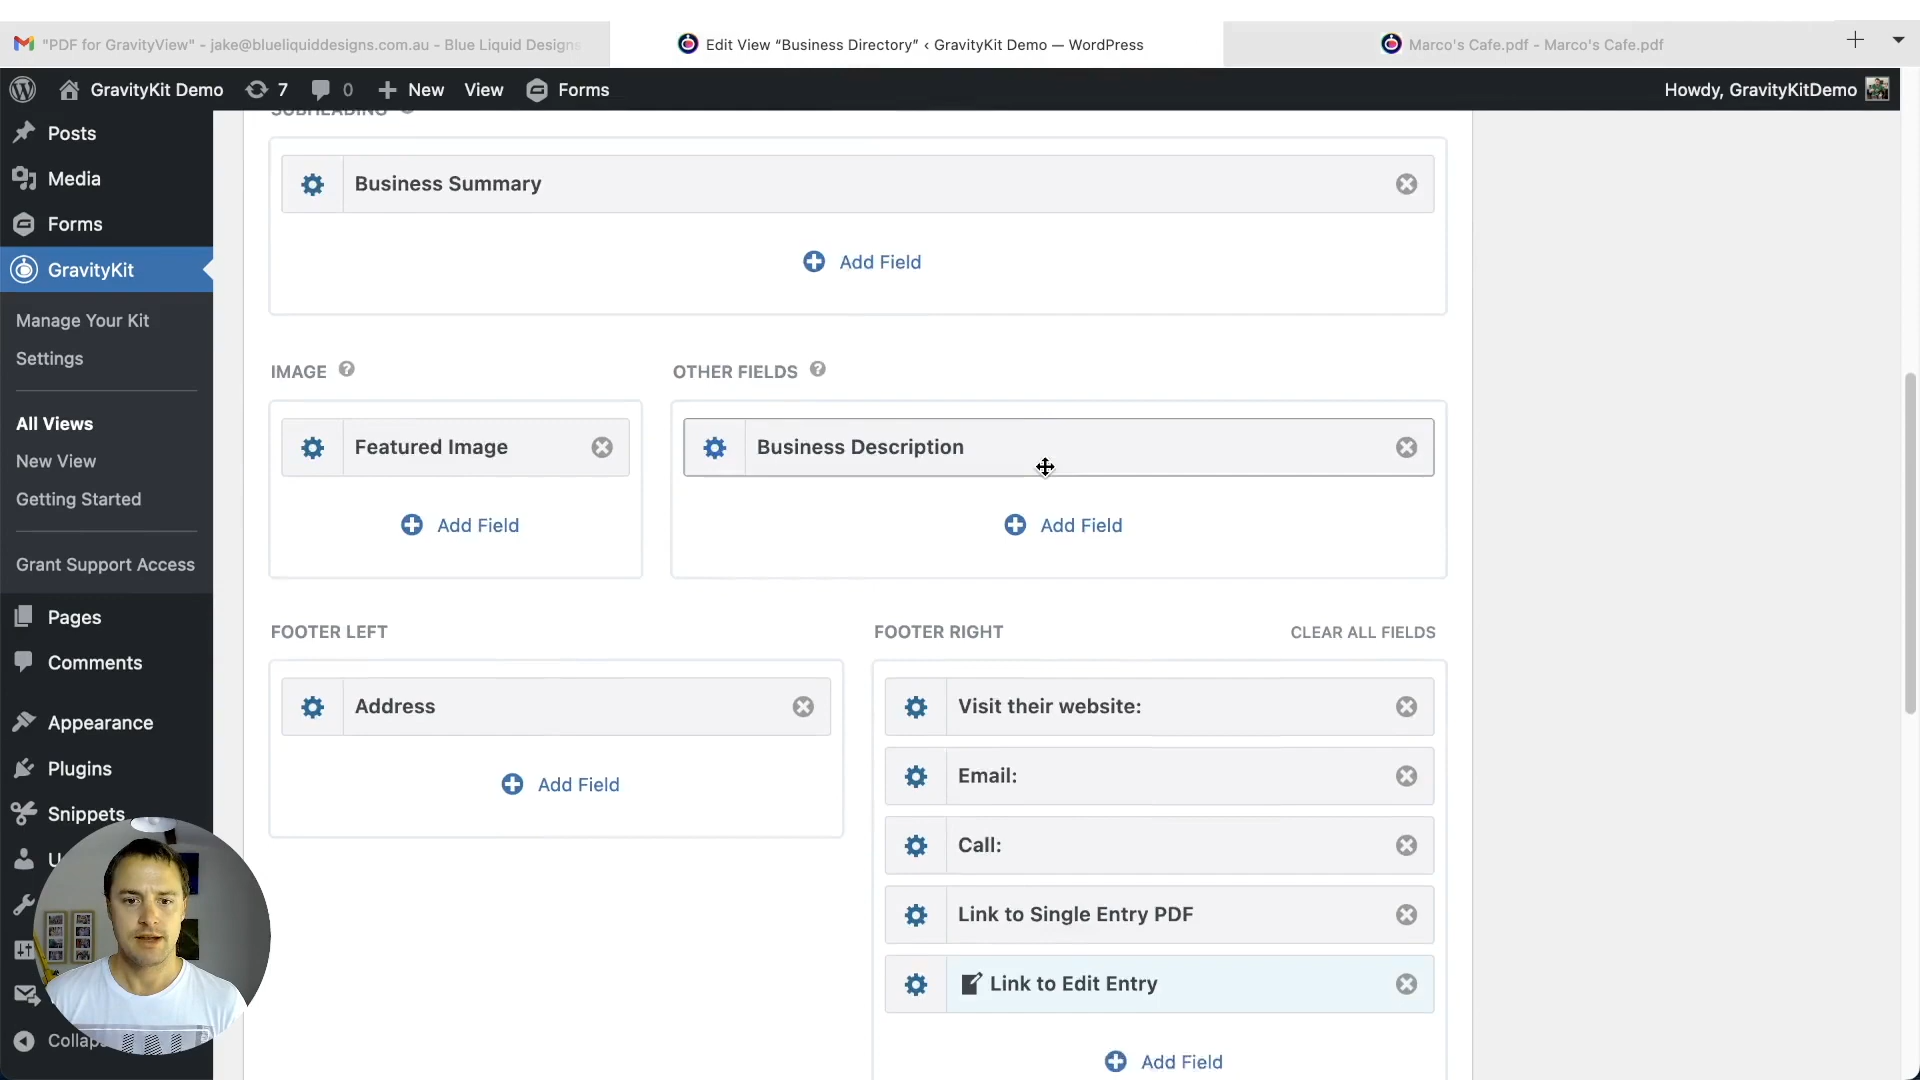 "PDF for GravityView" - jake@blueliquiddesigns.com.au - Blue Liquid Designs
Edit View “Business Directory” ‹ GravityKit Demo — WordPress
Marco's Cafe.pdf - Marco's Cafe.pdf
GravityKit Demo
7
0
New
View
Forms
Howdy, GravityKitDemo
Posts
Media
Forms
GravityKit
Manage Your Kit
Settings
All Views
New View
Getting Started
Grant Support Access
Pages
Comments
Appearance
Plugins
Snippets
SUBHEADING
Business Summary
Add Field
IMAGE
OTHER FIELDS
Featured Image
Business Description
Add Field
Add Field
FOOTER LEFT
FOOTER RIGHT
CLEAR ALL FIELDS
Address
Add Field
Visit their website:
Email:
Call:
Link to Single Entry PDF
Link to Edit Entry
Add Field